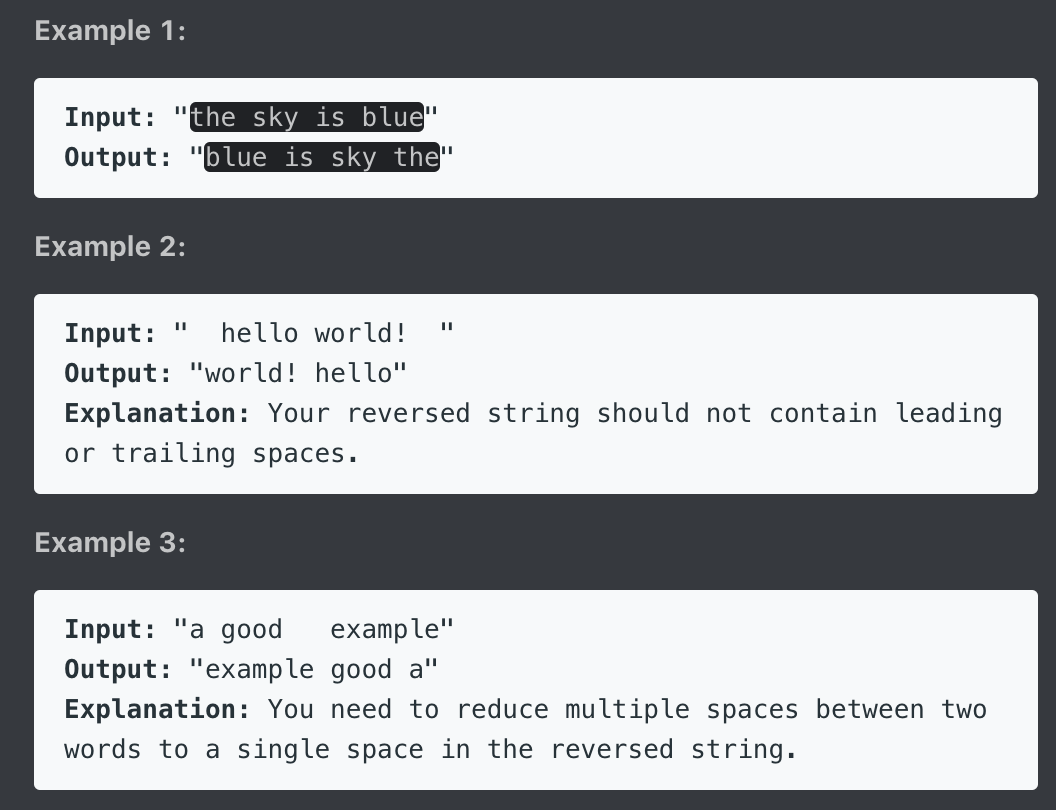 Example 1:
Input: "the sky is blue"
Output: "blue is sky the"
Example 2:
Input: "  hello world!  "
Output: "world! hello"
Explanation: Your reversed string should not contain leading
or trailing spaces.
Example 3:
Input: "a good   example"
Output: "example good a"
Explanation: You need to reduce multiple spaces between two
words to a single space in the reversed string.